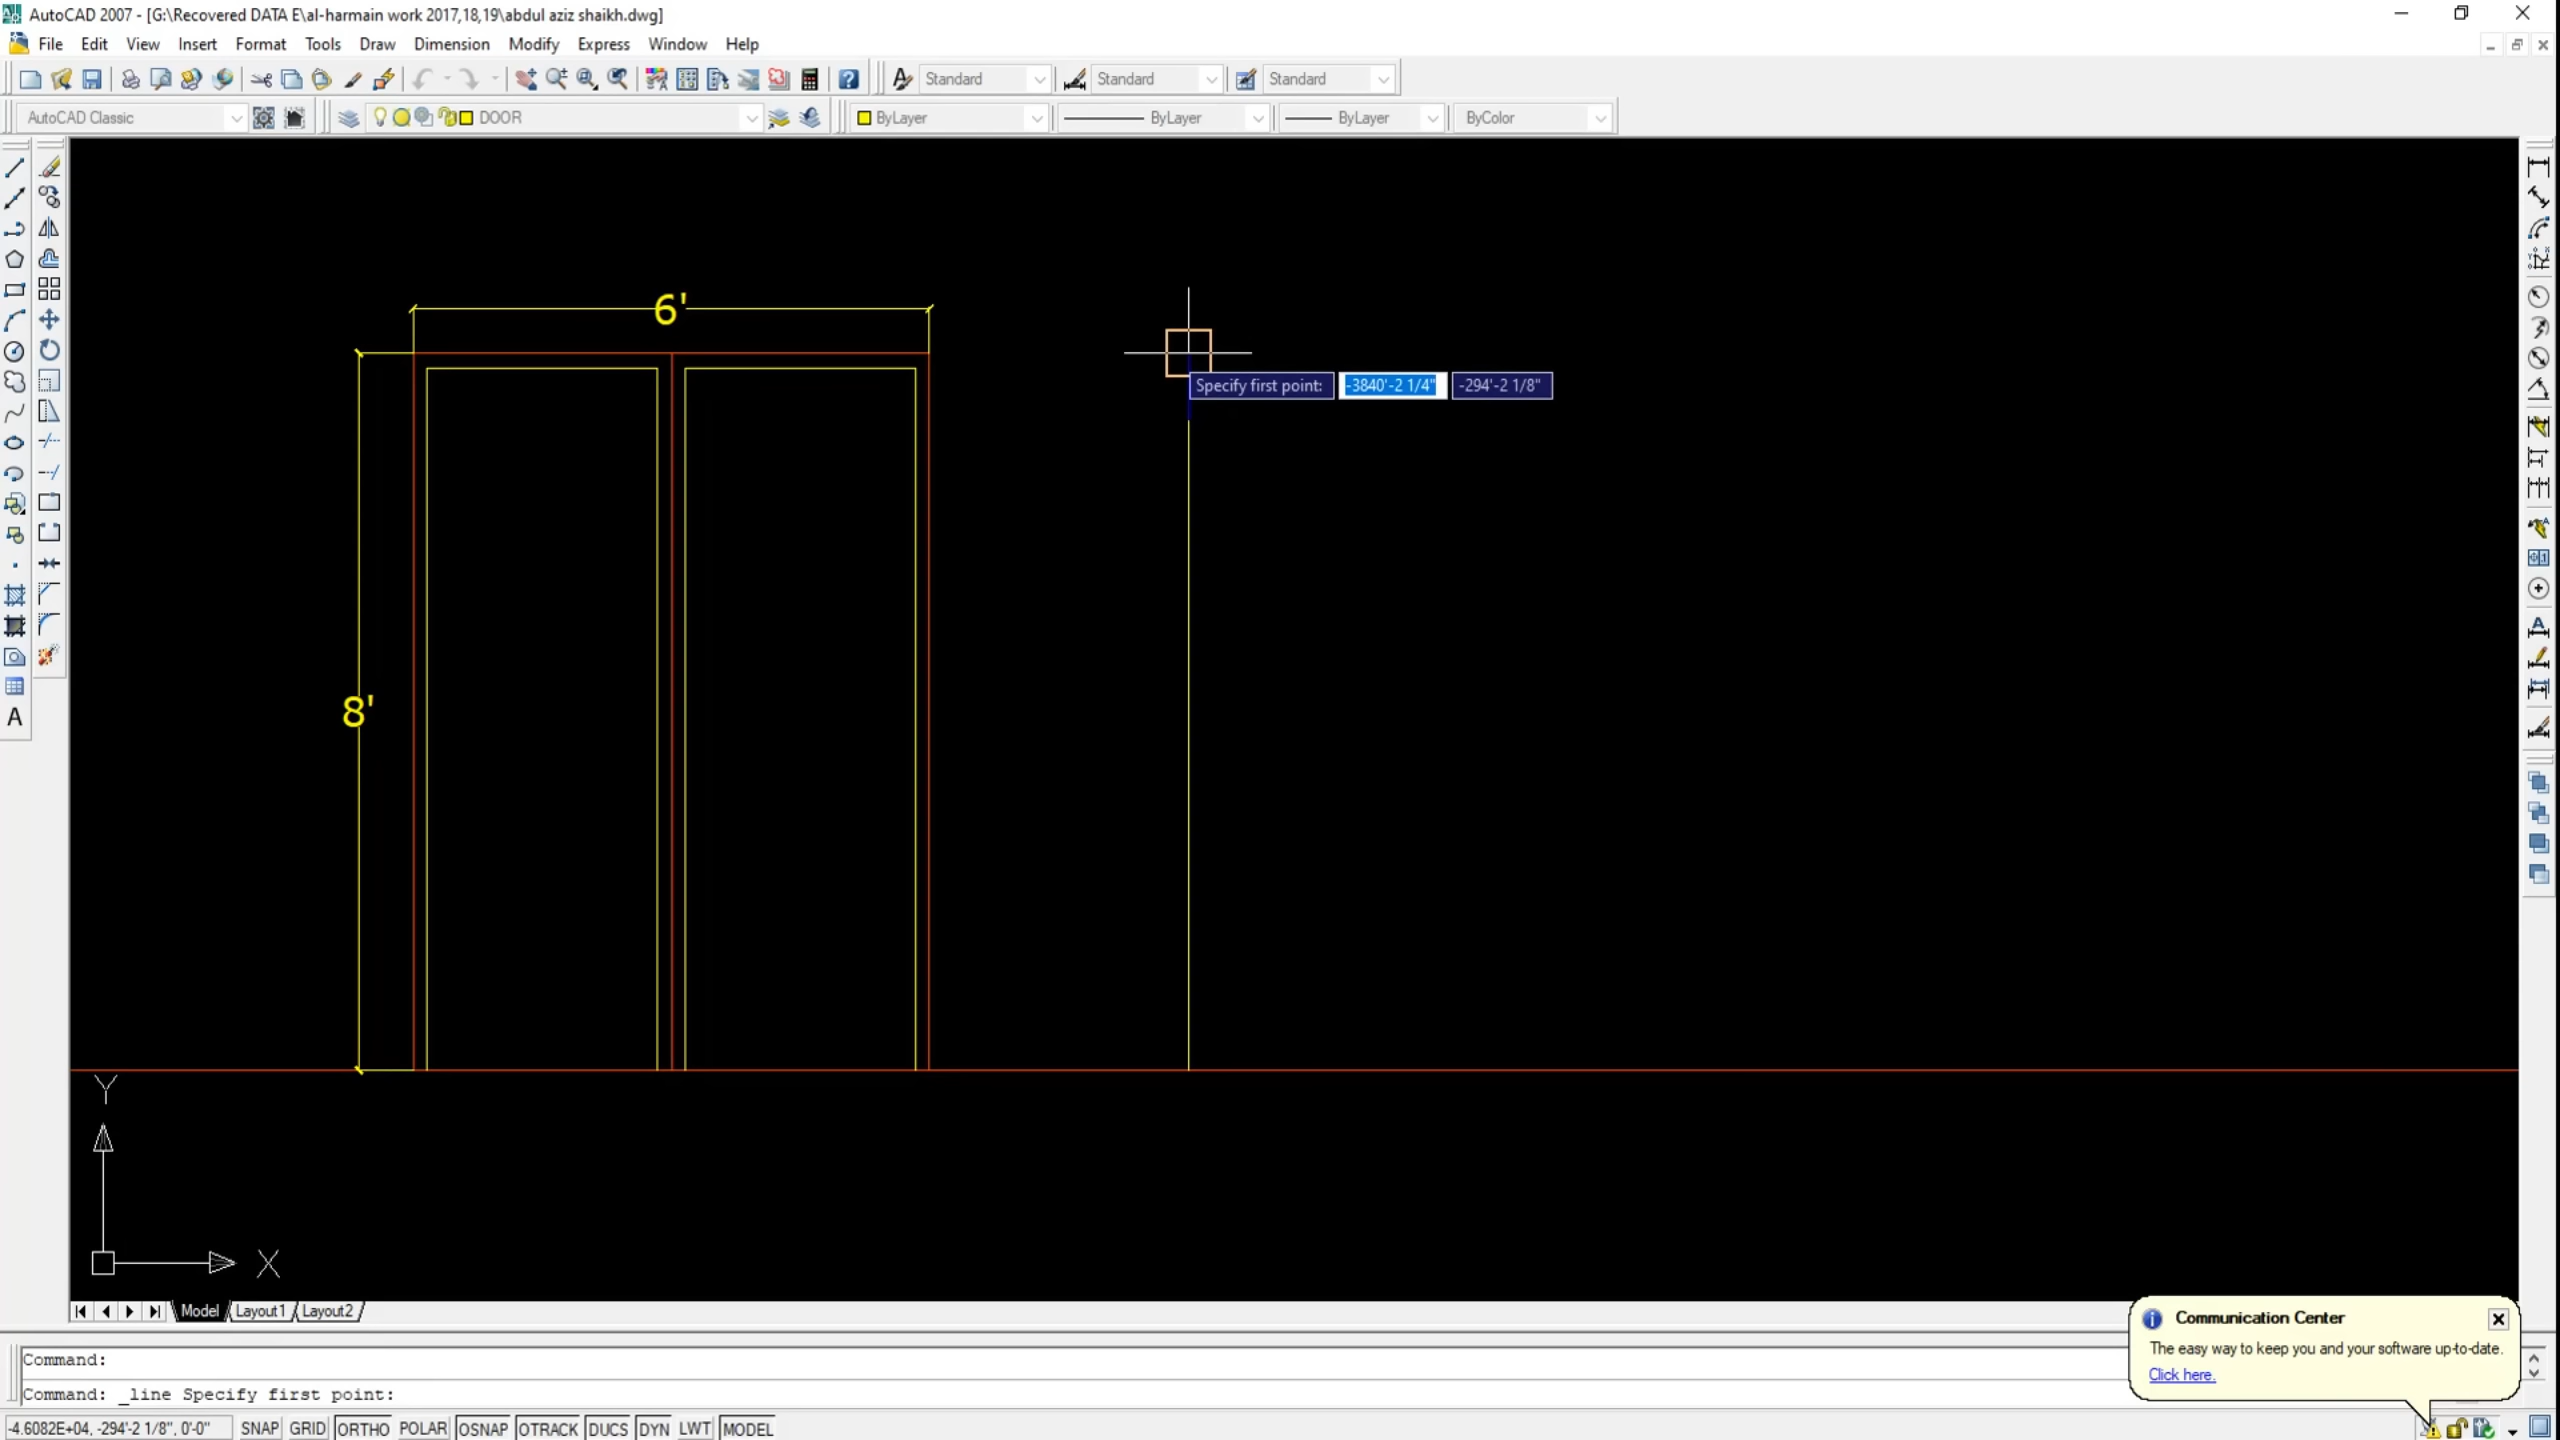 AutoCAD 2007 - [G:\Recovered DATA E\al-harmain work 2017,18,19\abdul aziz shaikh.dwg]
File Edit View Insert Format Tools Draw Dimension Modify Express Window Help
Standard Standard Standard
AutoCAD Classic DOOR ByLayer ByLayer ByLayer ByColor
6'
Specify first point: -3840'-2 1/4" -294'-2 1/8"
8'
Y
X
Model Layout1 Layout2
Communication Center
The easy way to keep you and your software up-to-date.
Click here.
Command:
Command: _line Specify first point:
-4.6082E+04, -294'-2 1/8", 0'-0" SNAP GRID ORTHO POLAR OSNAP OTRACK DUCS DYN LWT MODEL